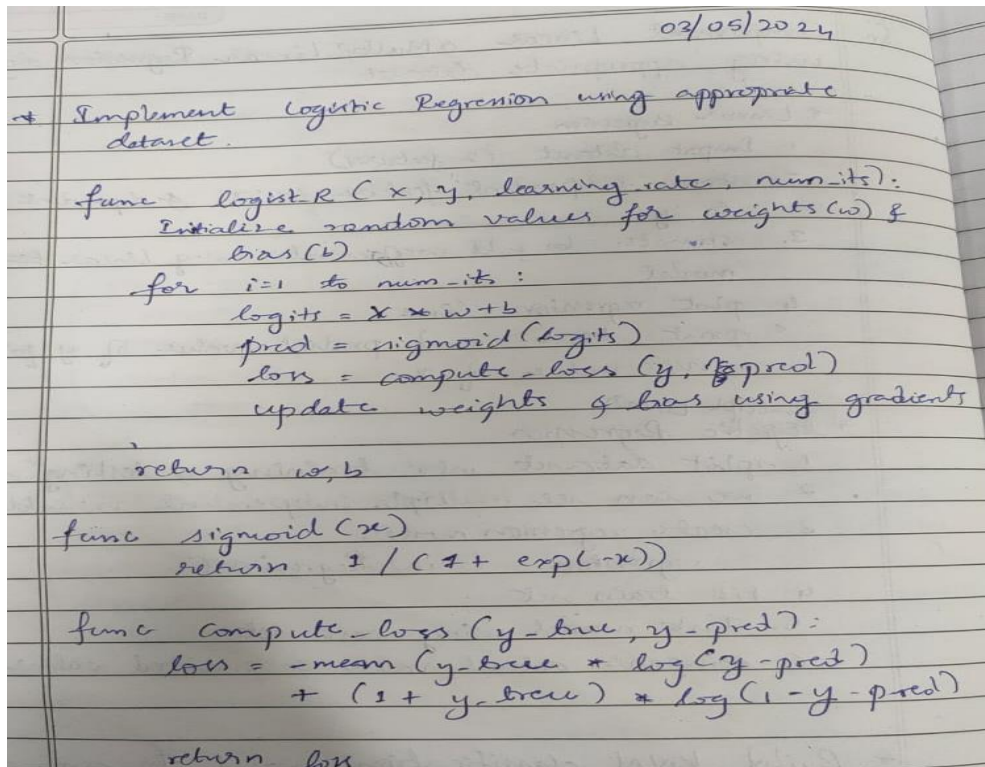 03/05/2024
* Implement Logistic Regression using appropriate
dataset.
func logist_R (x, y, learning_rate, num_its):
Initialize random values for weights (w) &
bias (b)
for i=1 to num_its :
logits = X * w+b
pred = sigmoid (logits)
loss = compute_loss (y, pred)
update weights & bias using gradients
return w, b
func sigmoid (x)
return 1 / (1+ exp(-x))
func compute_loss (y_true, y_pred):
loss = -mean (y_true * log (y_pred)
+ (1 + y_true) * log (1 - y_pred)
return loss